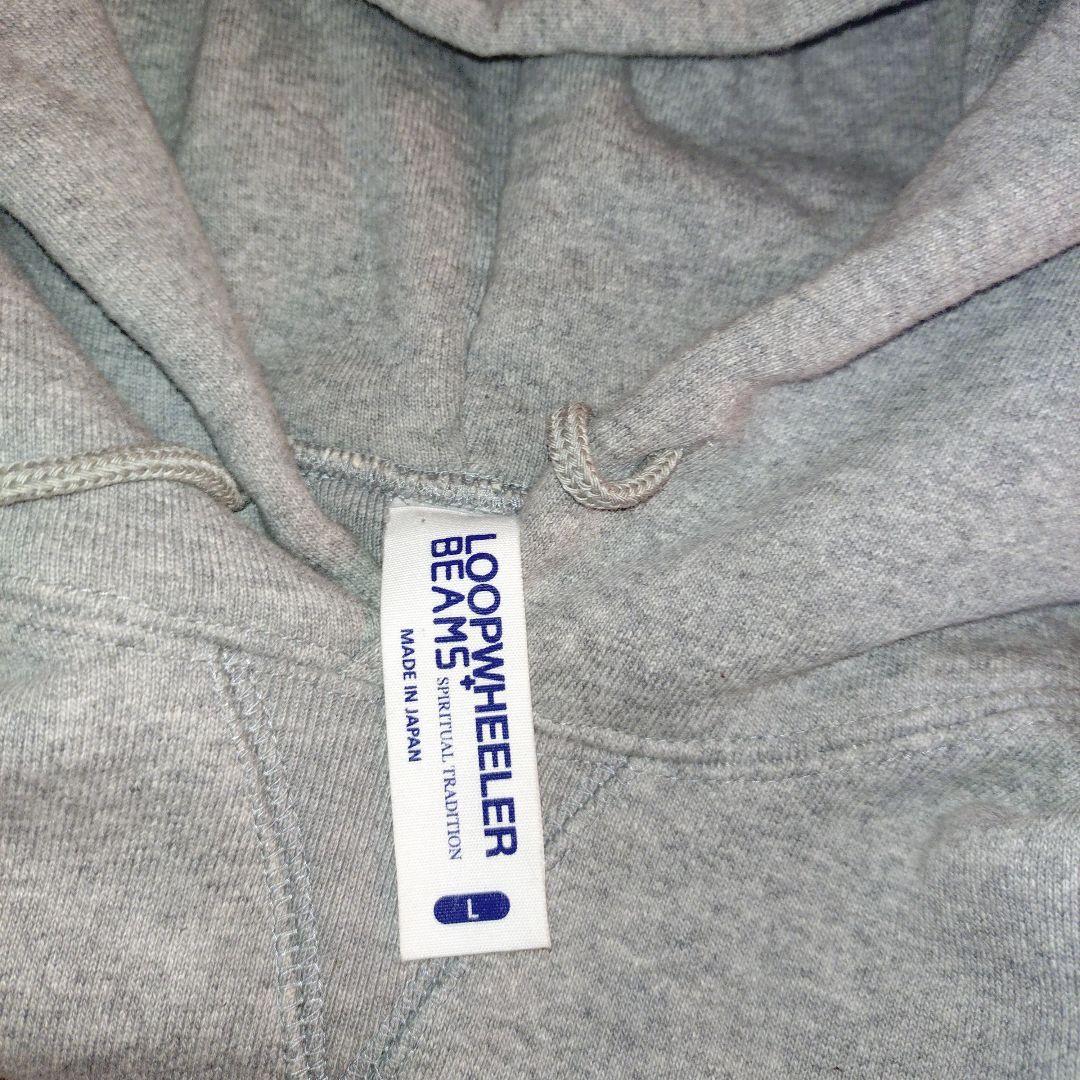 LOOPWHEELER
+
BEAMS
SPIRITUAL TRADITION
MADE IN JAPAN
L